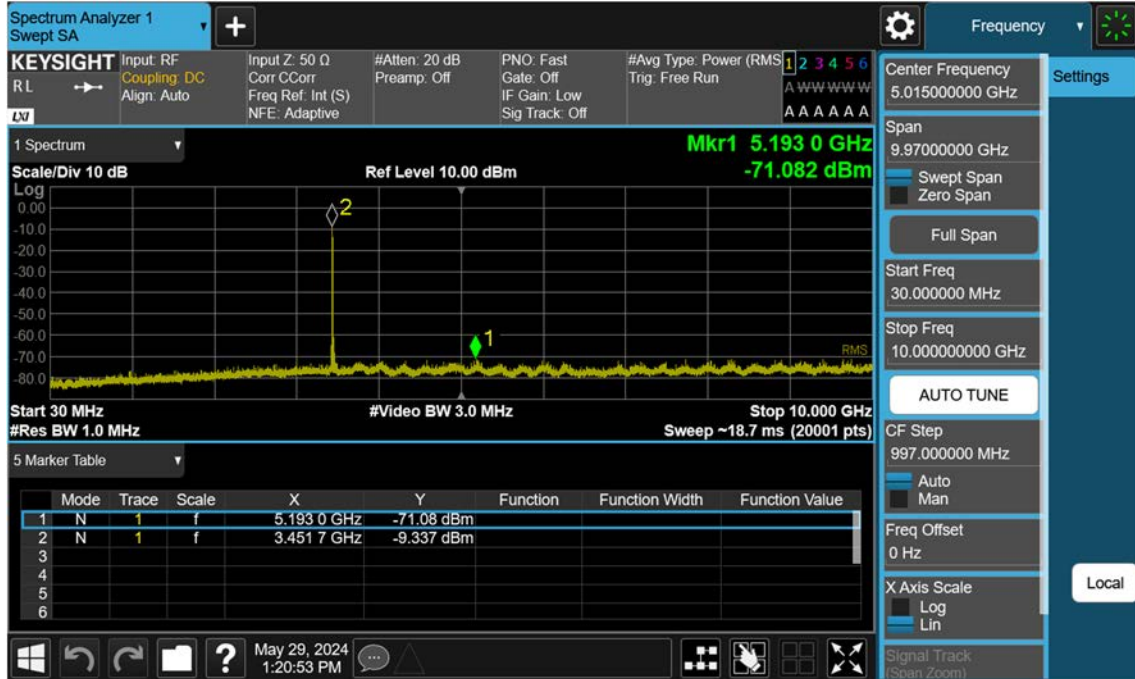 Spectrum Analyzer 1
Swept SA
Frequency
KEYSIGHT
R L
LXI
Input: RF
Coupling: DC
Align: Auto
Input Z: 50 Ω
Corr CCorr
Freq Ref: Int (S)
NFE: Adaptive
#Atten: 20 dB
Preamp: Off
PNO: Fast
Gate: Off
IF Gain: Low
Sig Track: Off
#Avg Type: Power (RMS
Trig: Free Run
1 2 3 4 5 6
A W W W W W
A A A A A A
1 Spectrum
Mkr1 5.193 0 GHz
-71.082 dBm
Scale/Div 10 dB
Ref Level 10.00 dBm
Log
0.00
-10.0
-20.0
-30.0
-40.0
-50.0
-60.0
-70.0
-80.0
2
1
RMS
Start 30 MHz
#Video BW 3.0 MHz
Stop 10.000 GHz
#Res BW 1.0 MHz
Sweep ~18.7 ms (20001 pts)
5 Marker Table
Mode Trace Scale X Y Function Function Width Function Value
1 N 1 f 5.193 0 GHz -71.08 dBm
2 N 1 f 3.451 7 GHz -9.337 dBm
3
4
5
6
May 29, 2024
1:20:53 PM
Center Frequency
5.015000000 GHz
Span
9.97000000 GHz
Swept Span
Zero Span
Full Span
Start Freq
30.000000 MHz
Stop Freq
10.000000000 GHz
AUTO TUNE
CF Step
997.000000 MHz
Auto
Man
Freq Offset
0 Hz
X Axis Scale
Log
Lin
Signal Track
(Span Zoom)
Settings
Local